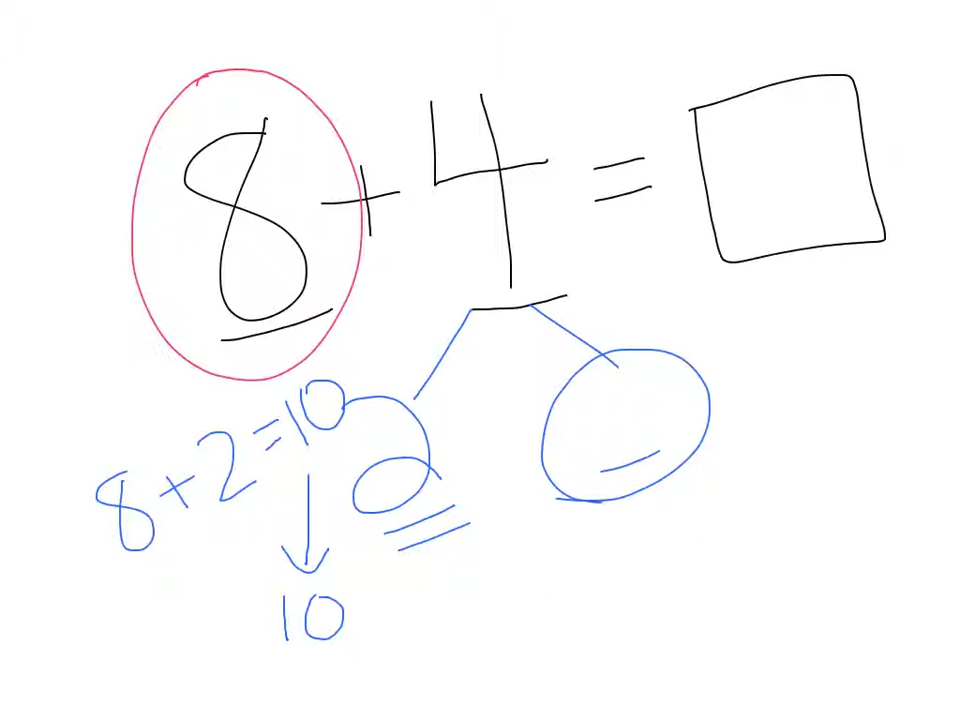 8 + 4 = □
8 + 2 = 10
2
10